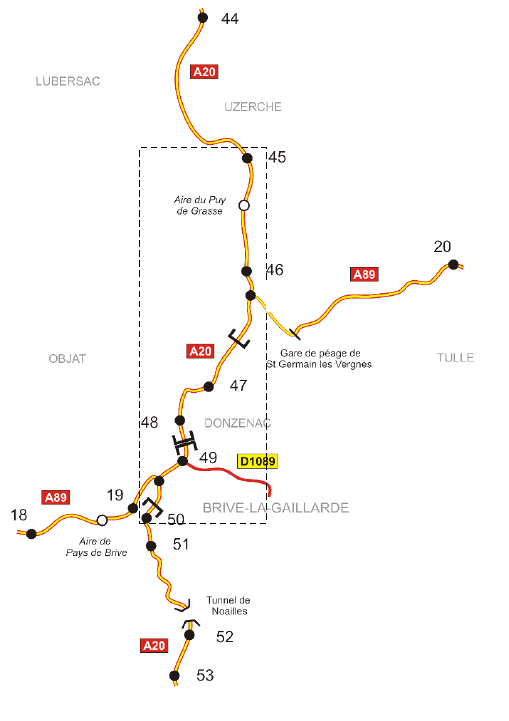 44
A20
LUBERSAC
UZERCHE
45
Aire du Puy
de Grasse
20
46
A89
Gare de péage de
St Germain les Vergnes
A20
OBJAT
TULLE
47
48
DONZENAC
49
D1089
A89
19
18
BRIVE-LA-GAILLARDE
50
Aire de
Pays de Brive
51
Tunnel de
Noailles
52
A20
53